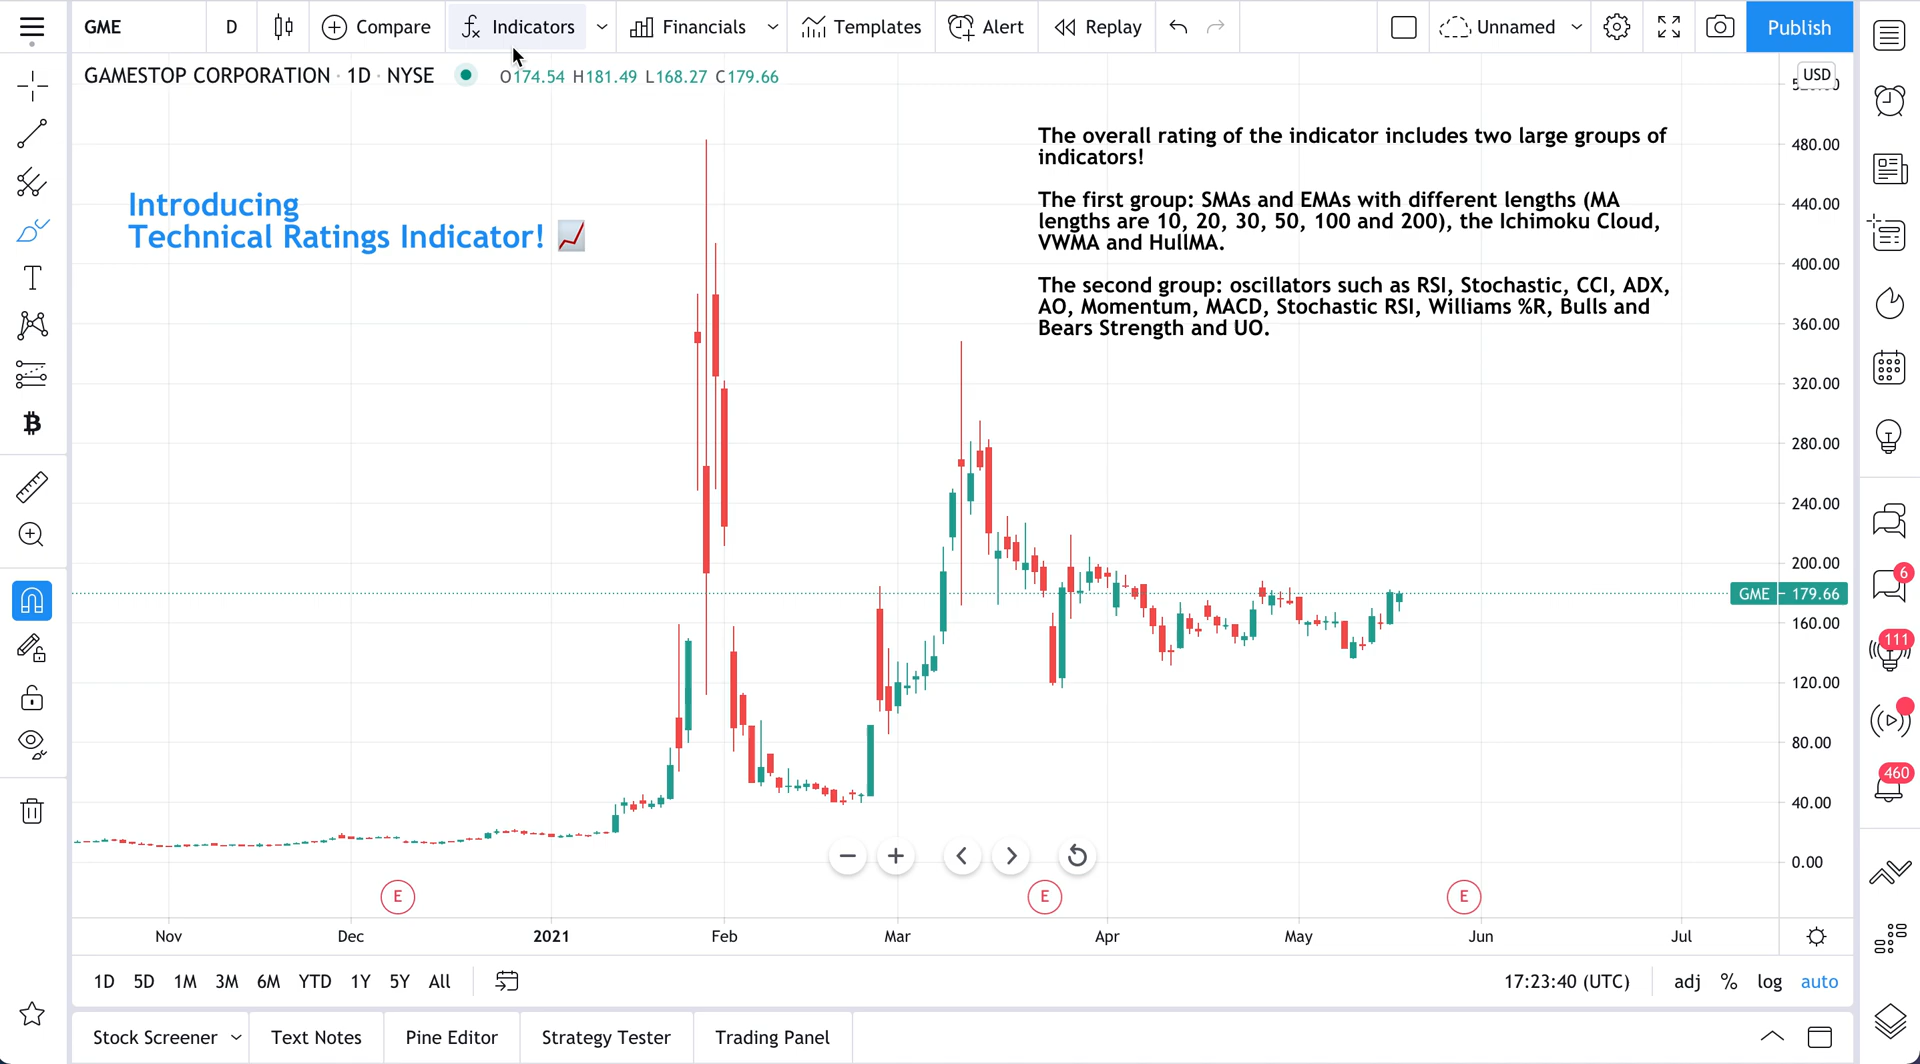 GME
D
Compare
Indicators
Financials
Templates
Alert
Replay
Unnamed
Publish
GAMESTOP CORPORATION · 1D · NYSE
O174.54 H181.49 L168.27 C179.66
USD
Introducing
Technical Ratings Indicator!
The overall rating of the indicator includes two large groups of
indicators!
The first group: SMAs and EMAs with different lengths (MA
lengths are 10, 20, 30, 50, 100 and 200), the Ichimoku Cloud,
VWMA and HullMA.
The second group: oscillators such as RSI, Stochastic, CCI, ADX,
AO, Momentum, MACD, Stochastic RSI, Williams %R, Bulls and
Bears Strength and UO.
480.00
440.00
400.00
360.00
320.00
280.00
240.00
200.00
GME 179.66
160.00
120.00
80.00
40.00
0.00
6
111
460
E
E
E
Nov Dec 2021 Feb Mar Apr May Jun Jul
1D 5D 1M 3M 6M YTD 1Y 5Y All
17:23:40 (UTC)
adj % log auto
Stock Screener
Text Notes
Pine Editor
Strategy Tester
Trading Panel